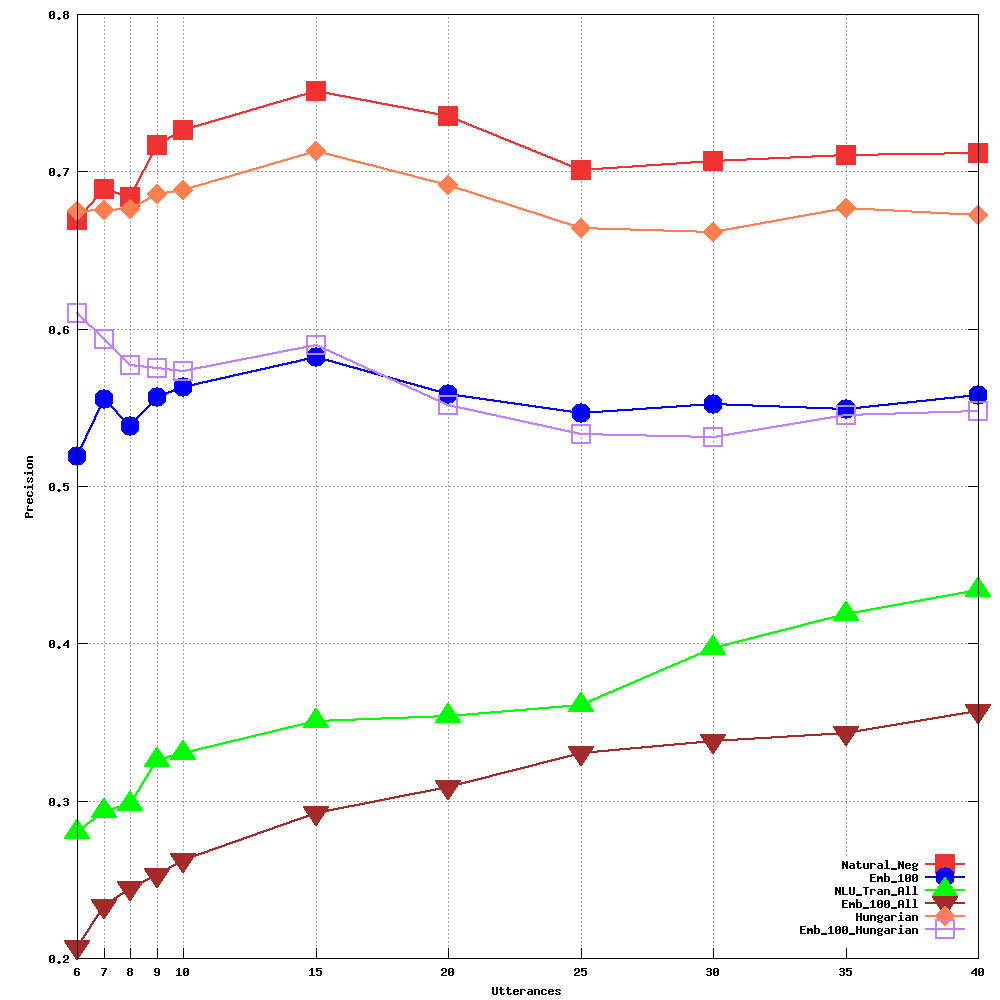 0.8
0.7
0.6
0.5
0.4
0.3
0.2
Precision
6 7 8 9 10 15 20 25 30 35 40
Utterances
Natural_Neg
Emb_100
NLU_Tran_All
Emb_100_All
Hungarian
Emb_100_Hungarian